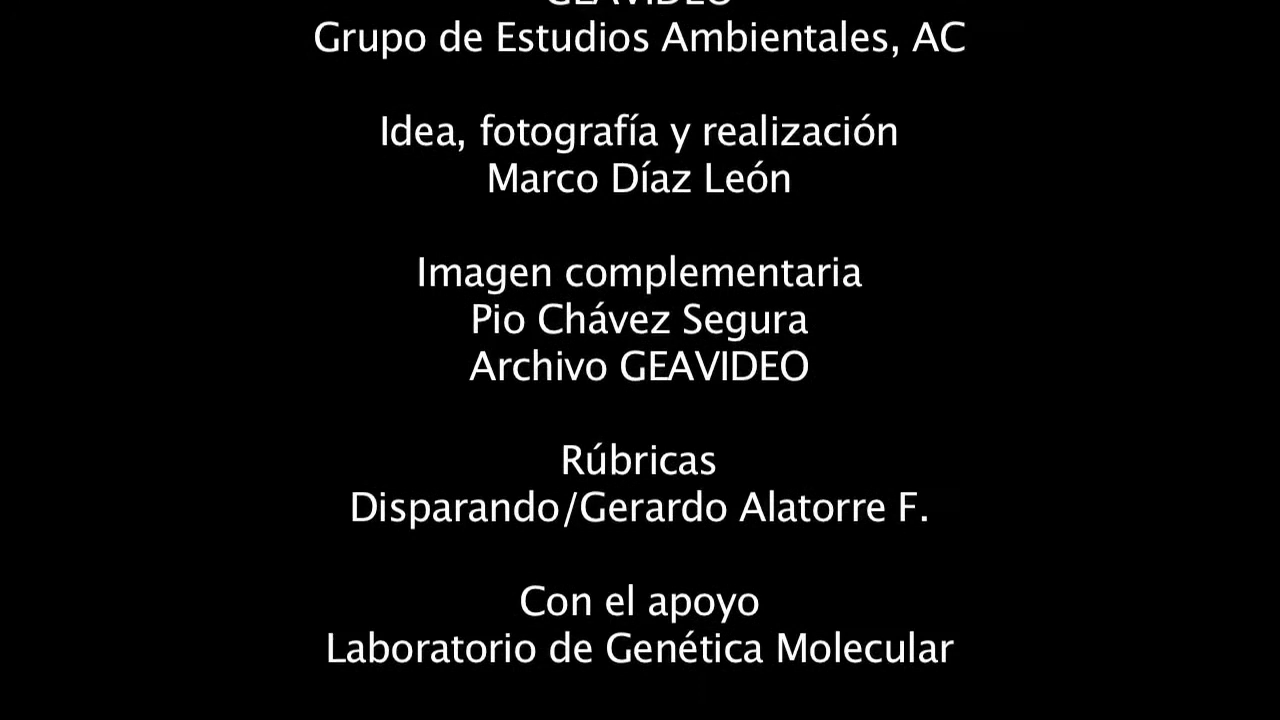 GEAVIDEO
Grupo de Estudios Ambientales, AC
Idea, fotografía y realización
Marco Díaz León
Imagen complementaria
Pio Chávez Segura
Archivo GEAVIDEO
Rúbricas
Disparando/Gerardo Alatorre F.
Con el apoyo
Laboratorio de Genética Molecular